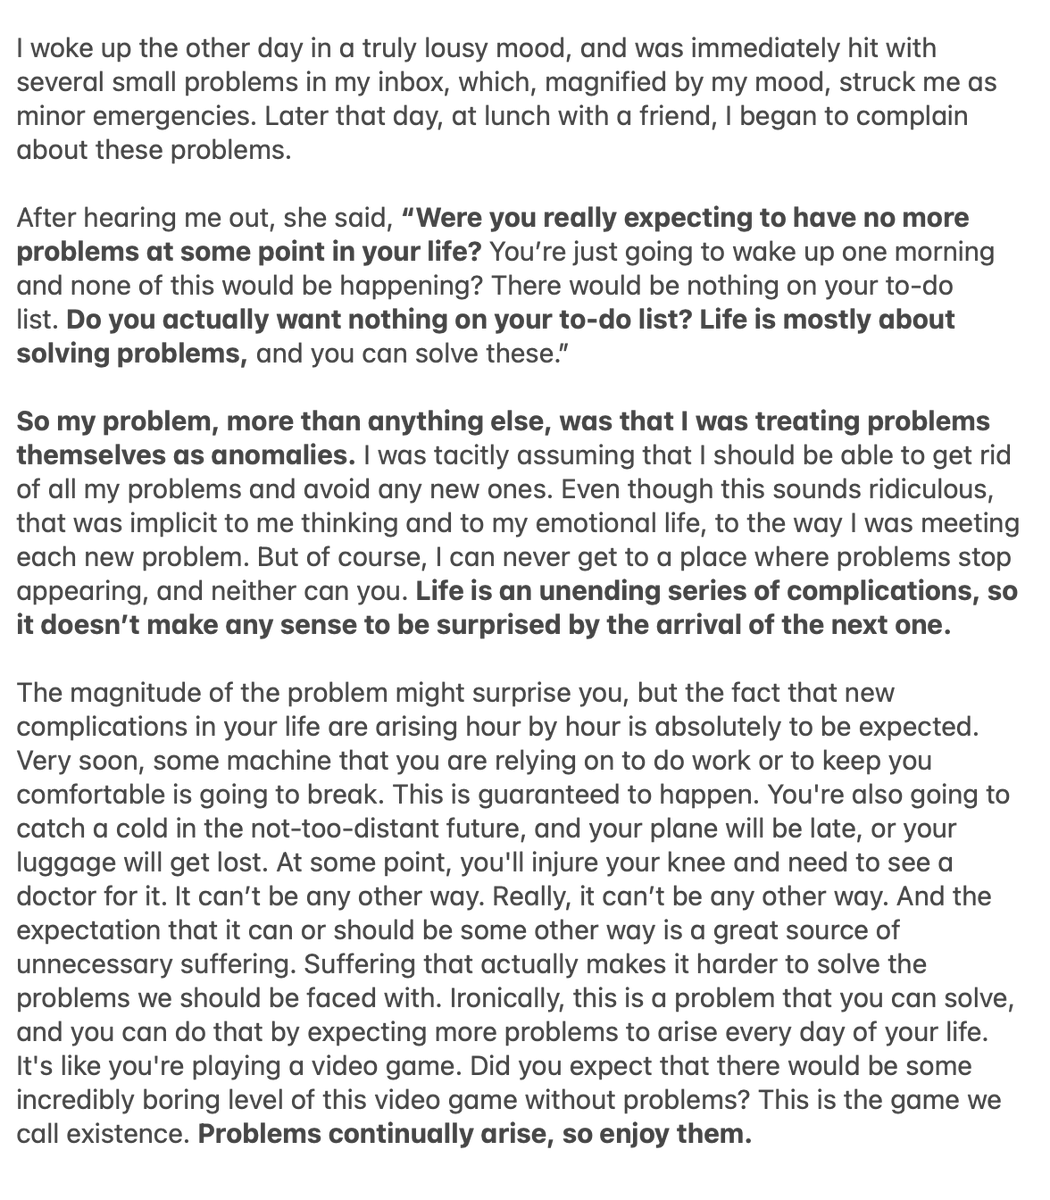 I woke up the other day in a truly lousy mood, and was immediately hit with
several small problems in my inbox, which, magnified by my mood, struck me as
minor emergencies. Later that day, at lunch with a friend, I began to complain
about these problems.
After hearing me out, she said, “Were you really expecting to have no more
problems at some point in your life? You’re just going to wake up one morning
and none of this would be happening? There would be nothing on your to-do
list. Do you actually want nothing on your to-do list? Life is mostly about
solving problems, and you can solve these.”
So my problem, more than anything else, was that I was treating problems
themselves as anomalies. I was tacitly assuming that I should be able to get rid
of all my problems and avoid any new ones. Even though this sounds ridiculous,
that was implicit to me thinking and to my emotional life, to the way I was meeting
each new problem. But of course, I can never get to a place where problems stop
appearing, and neither can you. Life is an unending series of complications, so
it doesn’t make any sense to be surprised by the arrival of the next one.
The magnitude of the problem might surprise you, but the fact that new
complications in your life are arising hour by hour is absolutely to be expected.
Very soon, some machine that you are relying on to do work or to keep you
comfortable is going to break. This is guaranteed to happen. You're also going to
catch a cold in the not-too-distant future, and your plane will be late, or your
luggage will get lost. At some point, you'll injure your knee and need to see a
doctor for it. It can’t be any other way. Really, it can’t be any other way. And the
expectation that it can or should be some other way is a great source of
unnecessary suffering. Suffering that actually makes it harder to solve the
problems we should be faced with. Ironically, this is a problem that you can solve,
and you can do that by expecting more problems to arise every day of your life.
It's like you're playing a video game. Did you expect that there would be some
incredibly boring level of this video game without problems? This is the game we
call existence. Problems continually arise, so enjoy them.